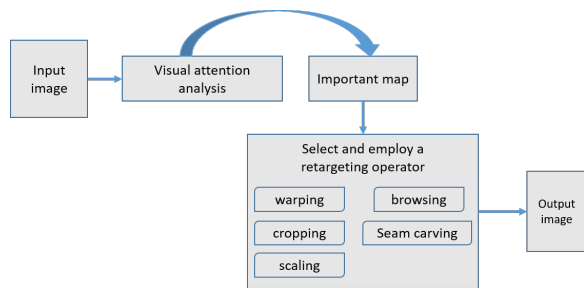 Input
image
Visual attention
analysis
Important map
Select and employ a
retargeting operator
warping
browsing
cropping
Seam carving
scaling
Output
image